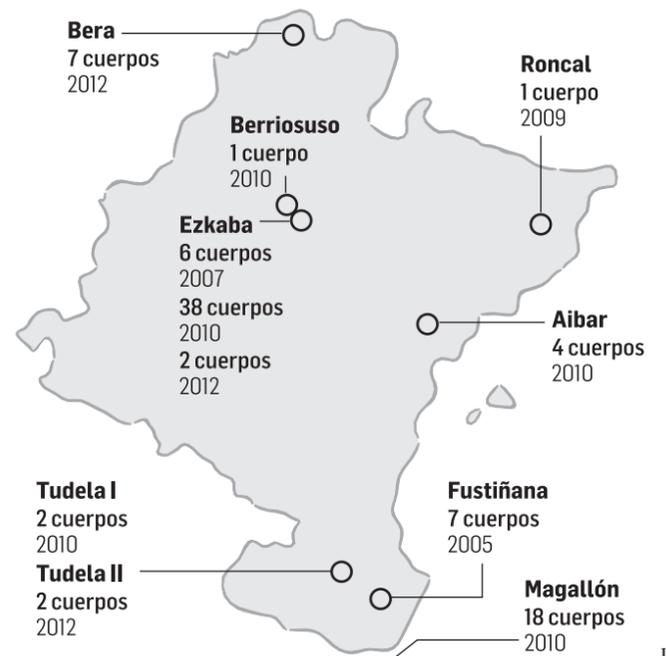 Bera
7 cuerpos
2012
Roncal
1 cuerpo
2009
Berriosuso
1 cuerpo
2010
Ezkaba
6 cuerpos
2007
38 cuerpos
2010
2 cuerpos
2012
Aibar
4 cuerpos
2010
Tudela I
2 cuerpos
2010
Tudela II
2 cuerpos
2012
Fustiñana
7 cuerpos
2005
Magallón
18 cuerpos
2010